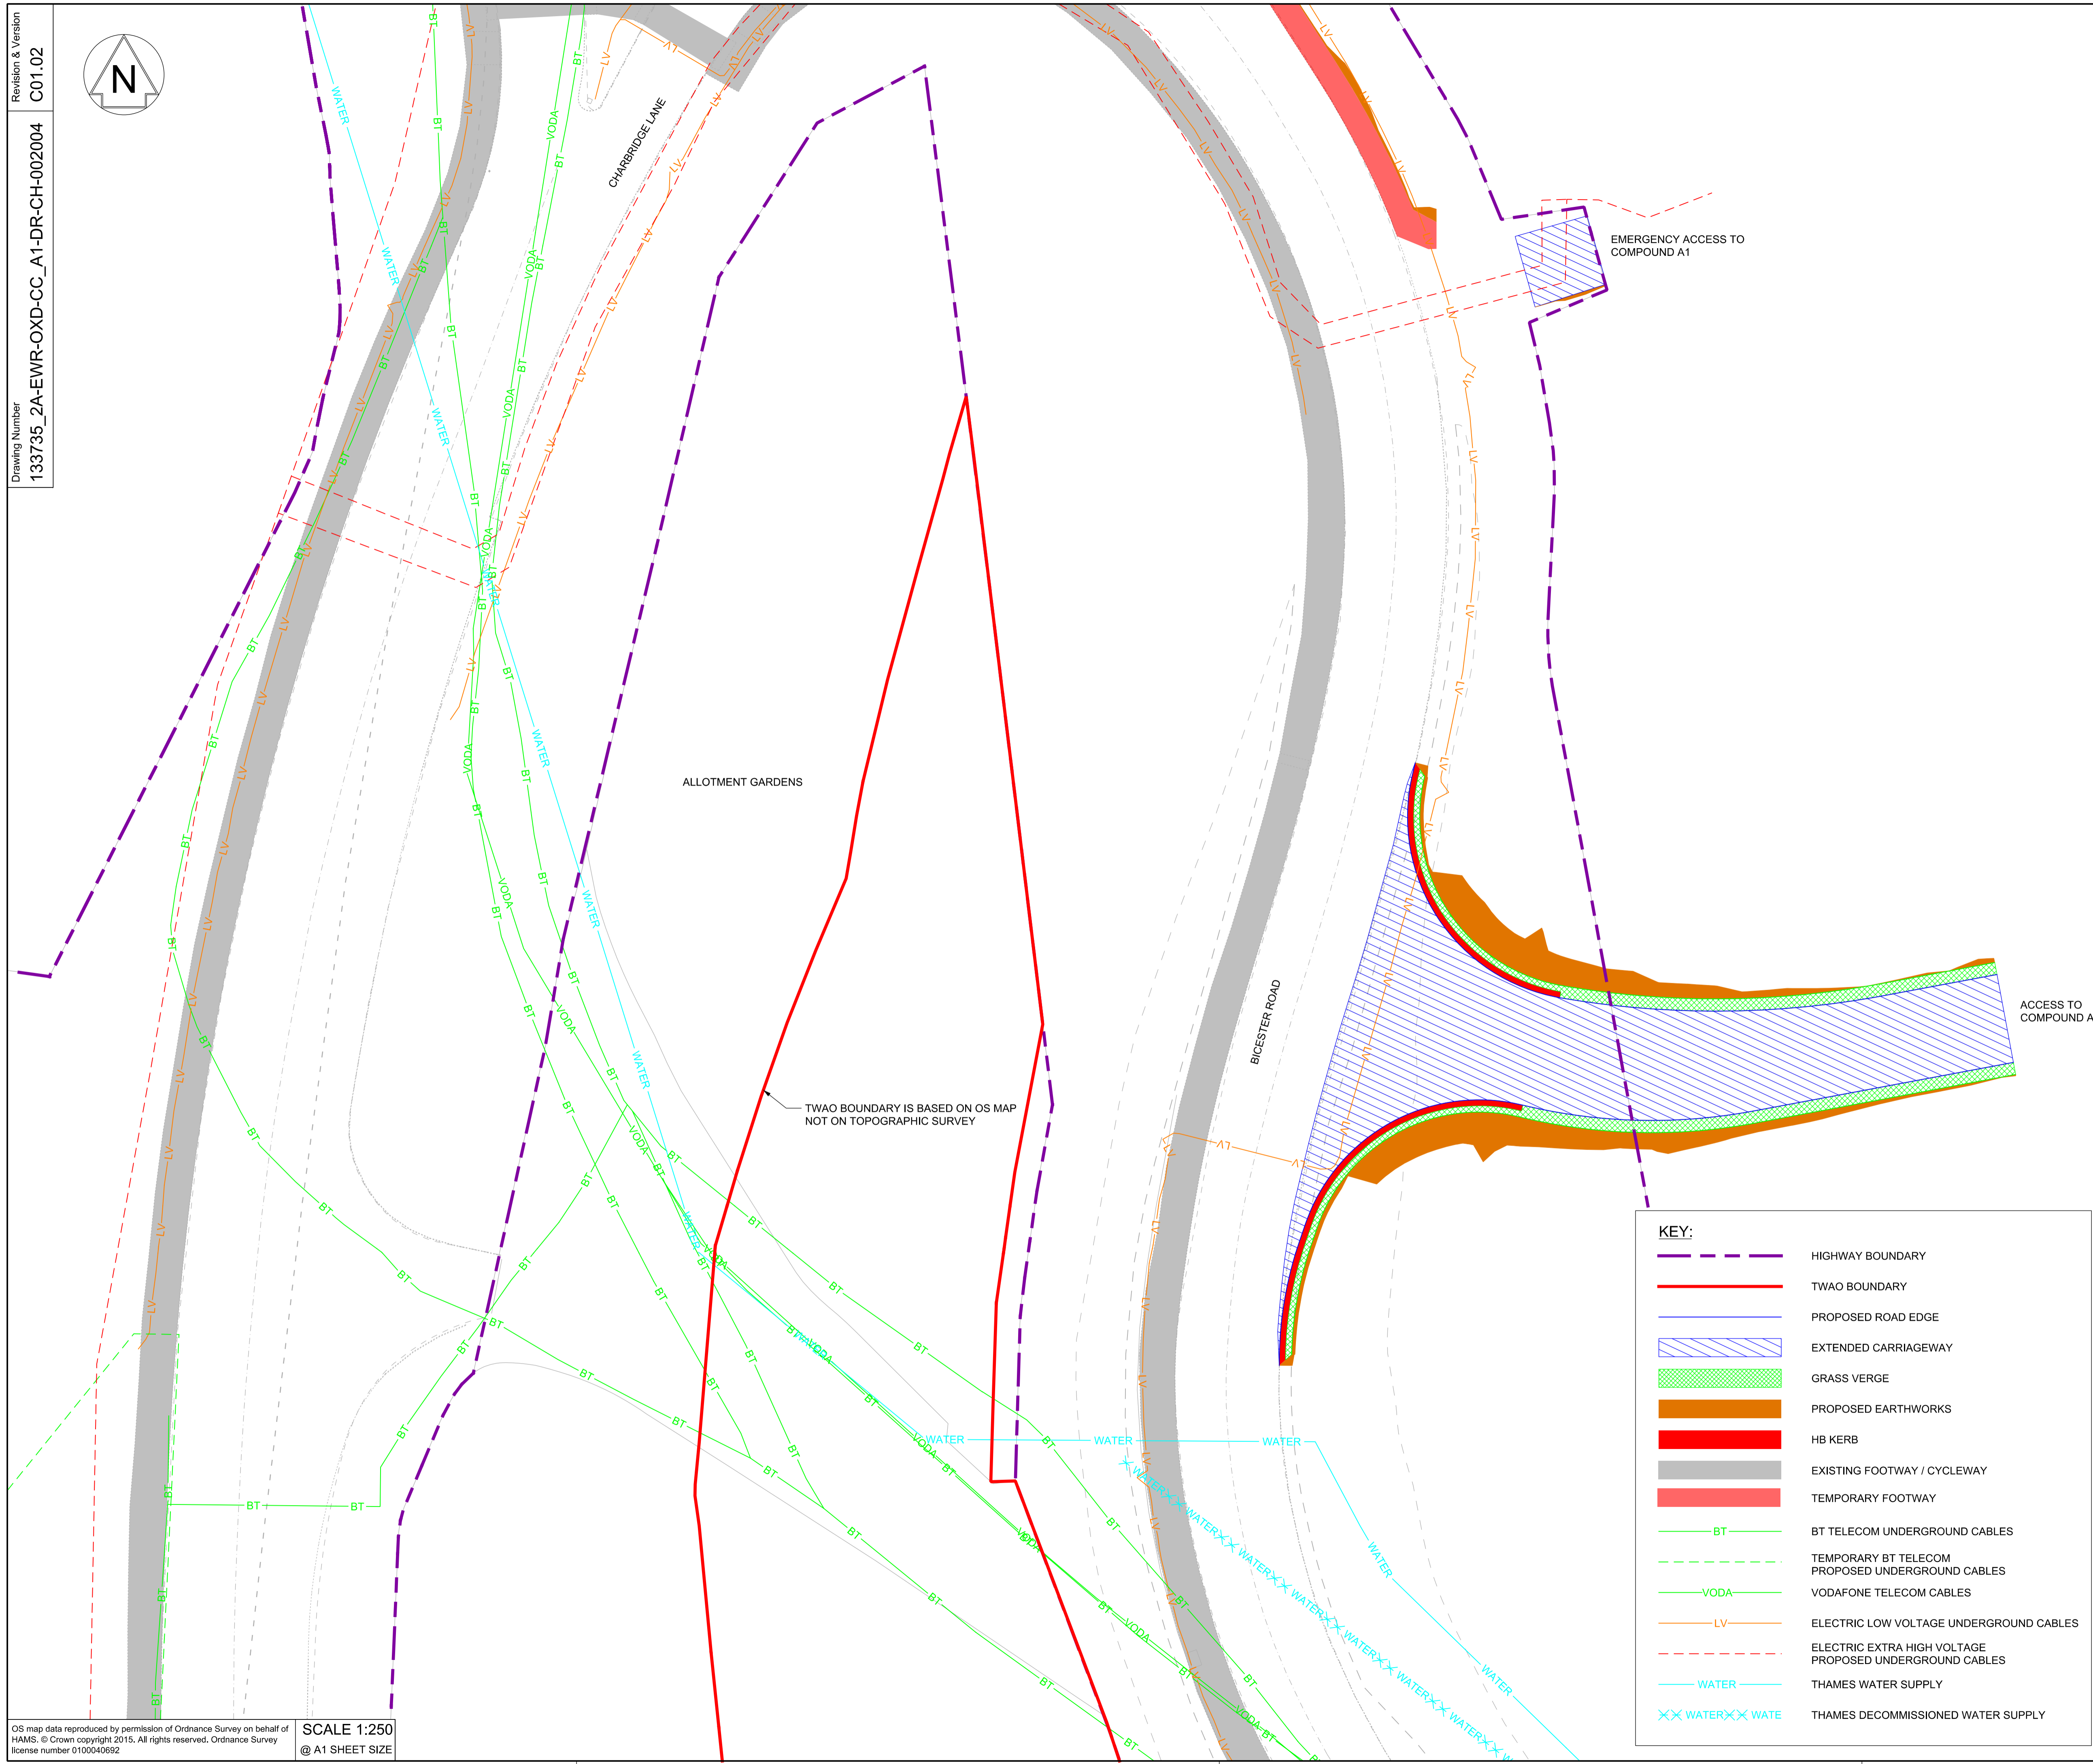 Revision & Version
C01.02
Drawing Number
133735_2A-EWR-OXD-CC_A1-DR-CH-002004
N
CHARBRIDGE LANE
EMERGENCY ACCESS TO
COMPOUND A1
ALLOTMENT GARDENS
BICESTER ROAD
ACCESS TO
COMPOUND A
TWAO BOUNDARY IS BASED ON OS MAP
NOT ON TOPOGRAPHIC SURVEY
BT
VODA
LV
WATER
KEY:
HIGHWAY BOUNDARY
TWAO BOUNDARY
PROPOSED ROAD EDGE
EXTENDED CARRIAGEWAY
GRASS VERGE
PROPOSED EARTHWORKS
HB KERB
EXISTING FOOTWAY / CYCLEWAY
TEMPORARY FOOTWAY
BT BT TELECOM UNDERGROUND CABLES
TEMPORARY BT TELECOM
PROPOSED UNDERGROUND CABLES
VODA VODAFONE TELECOM CABLES
LV ELECTRIC LOW VOLTAGE UNDERGROUND CABLES
ELECTRIC EXTRA HIGH VOLTAGE
PROPOSED UNDERGROUND CABLES
WATER THAMES WATER SUPPLY
WATER WATE THAMES DECOMMISSIONED WATER SUPPLY
OS map data reproduced by permission of Ordnance Survey on behalf of
HAMS. © Crown copyright 2015. All rights reserved. Ordnance Survey
license number 0100040692
SCALE 1:250
@ A1 SHEET SIZE